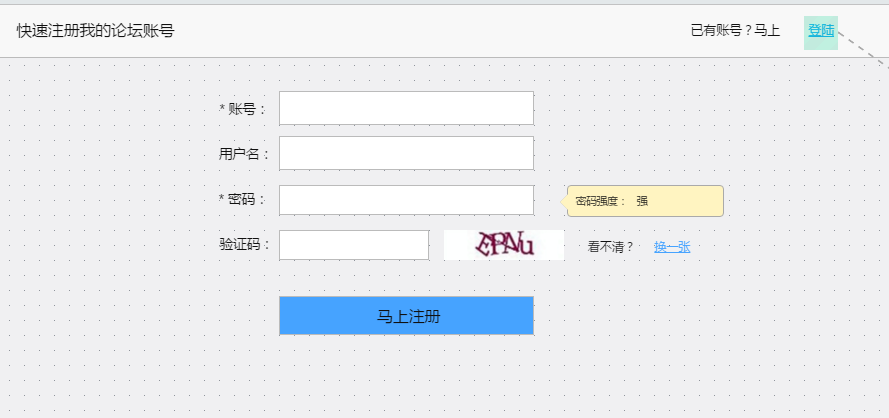 快速注册我的论坛账号 已有账号？马上 登陆
* 账号：
用户名：
* 密码： 密码强度： 强
验证码： EPNu 看不清？ 换一张
马上注册